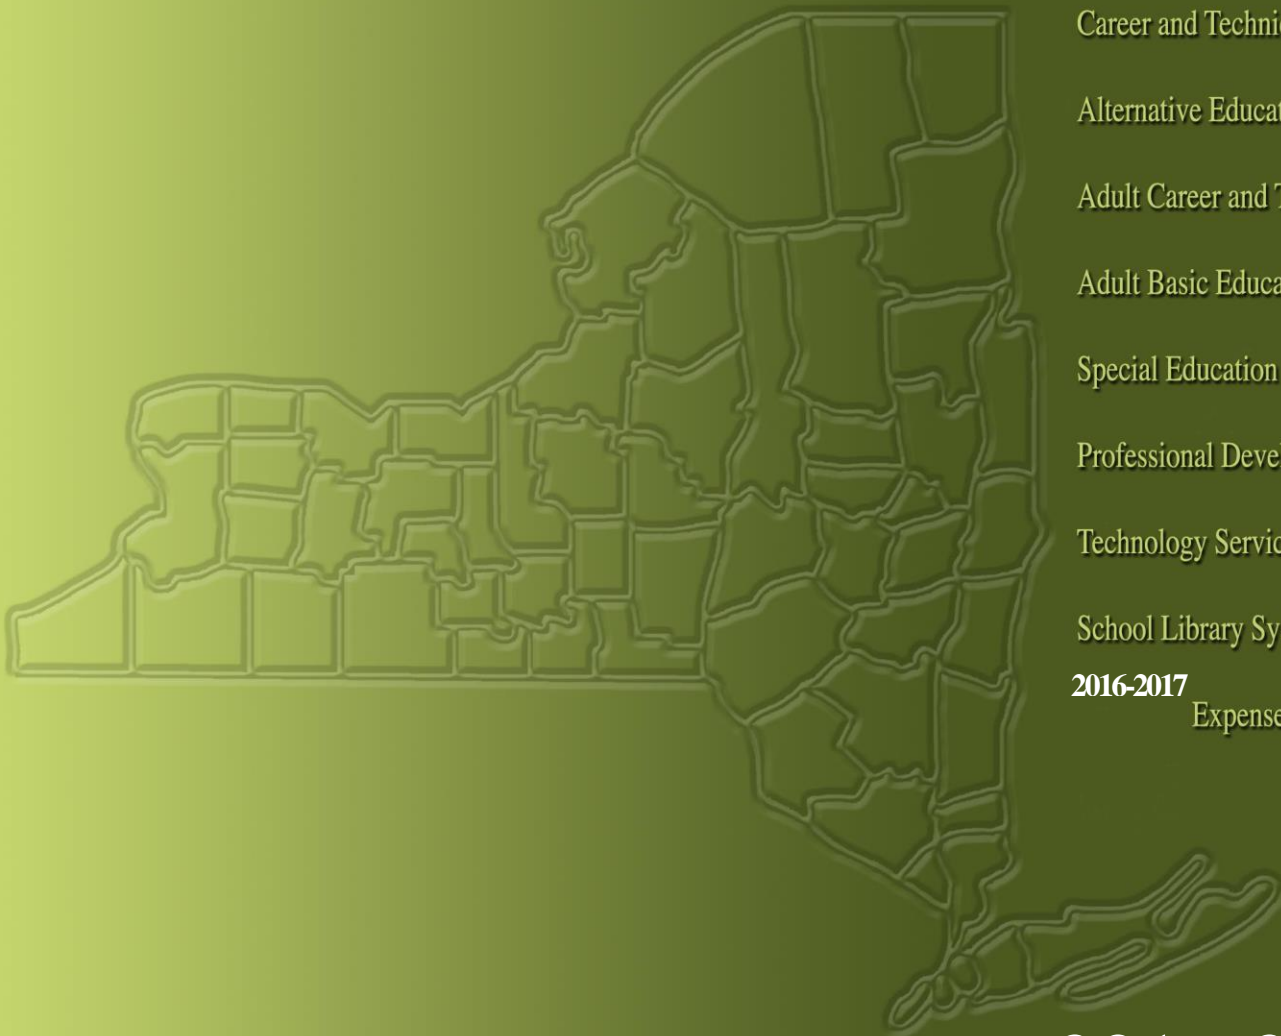 Career and Techni
Alternative Educat
Adult Career and T
Adult Basic Educa
Special Education
Professional Deve
Technology Servic
School Library Sy
2016-2017
Expense